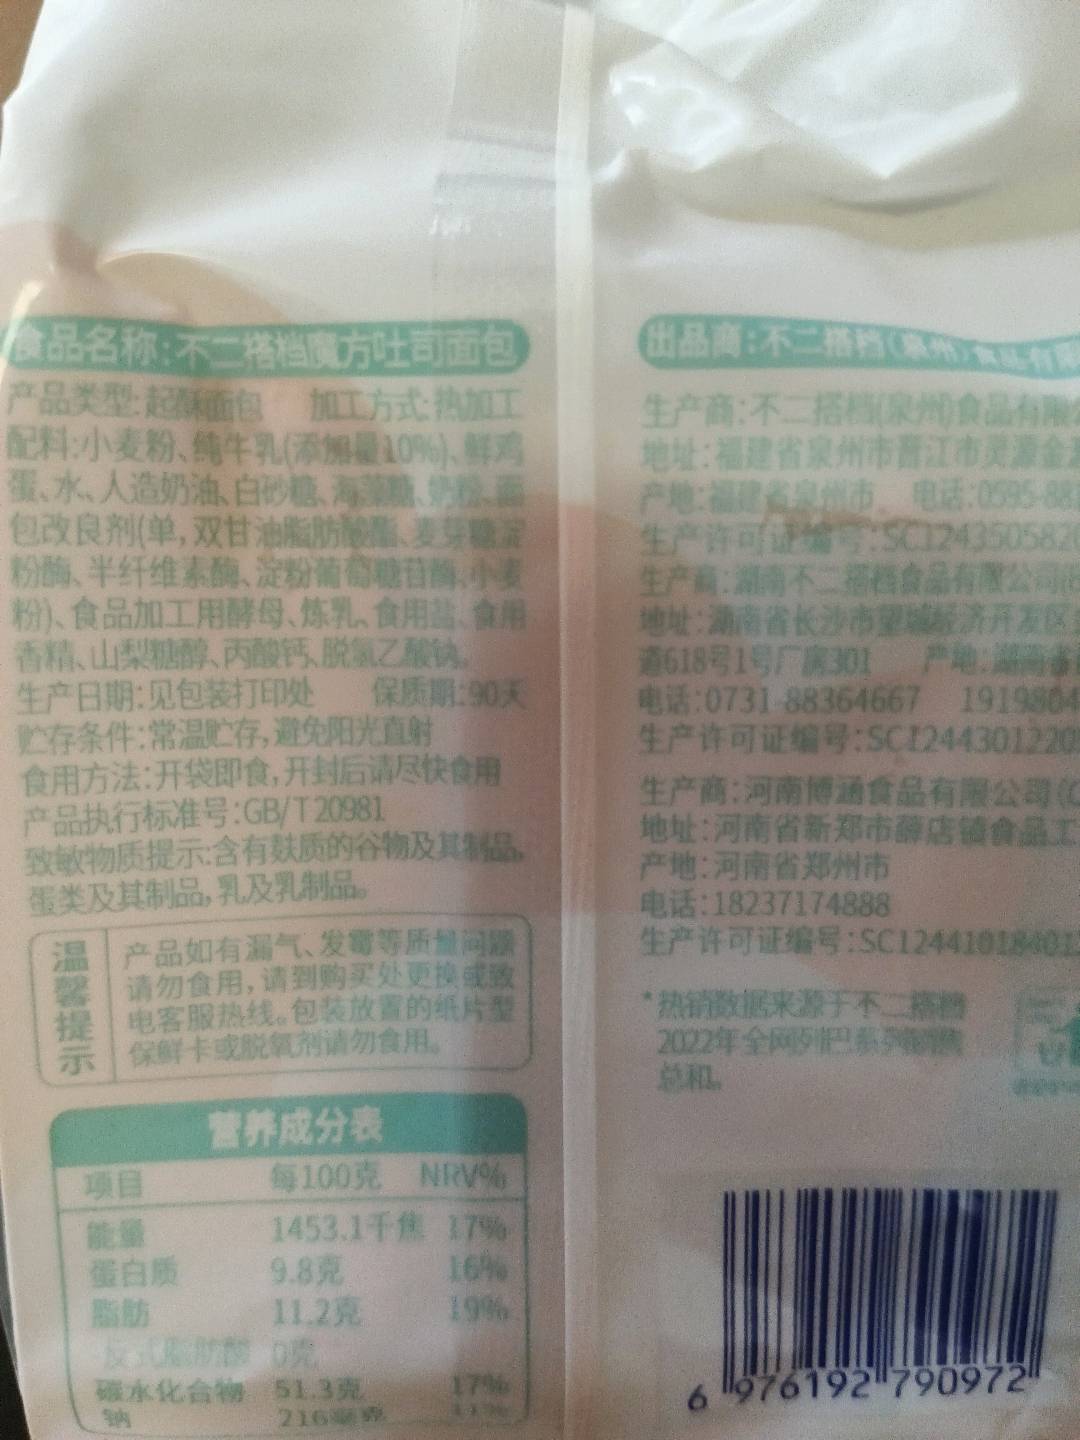 食品名称:不二搭档魔方吐司面包
产品类型:起酥面包 加工方式:热加工
配料:小麦粉、纯牛乳(添加量10%)、鲜鸡
蛋、水、人造奶油、白砂糖、海藻糖、奶粉、面
包改良剂(单,双甘油脂肪酸酯、麦芽糖淀
粉酶、半纤维素酶、淀粉葡萄糖苷酶、小麦
粉)、食品加工用酵母、炼乳、食用盐、食用
香精、山梨糖醇、丙酸钙、脱氢乙酸钠。
生产日期:见包装打印处 保质期:90天
贮存条件:常温贮存,避免阳光直射
食用方法:开袋即食,开封后请尽快食用
产品执行标准号:GB/T 20981
致敏物质提示:含有麸质的谷物及其制品,
蛋类及其制品,乳及乳制品。
温馨提示
产品如有漏气、发霉等质量问题
请勿食用,请到购买处更换或致
电客服热线。包装放置的纸片型
保鲜卡或脱氧剂请勿食用。
营养成分表
项目 每100克 NRV%
能量 1453.1千焦 17%
蛋白质 9.8克 16%
脂肪 11.2克 19%
反式脂肪酸 0克
碳水化合物 51.3克 17%
钠 216毫克 11%
出品商:不二搭档(泉州)食品有限
生产商:不二搭档(泉州)食品有限
地址:福建省泉州市晋江市灵源金
产地:福建省泉州市 电话:0595-88
生产许可证编号:SC1243505820
生产商:湖南不二搭档食品有限公司
地址:湖南省长沙市望城经济开发区
道618号1号厂房301 产地:湖南省
电话:0731-88364667 1919804
生产许可证编号:SC1244301220
生产商:河南博涵食品有限公司(
地址:河南省新郑市薛店镇食品工
产地:河南省郑州市
电话:18237174888
生产许可证编号:SC12441018401
*热销数据来源于不二搭档
2022年全网列巴系列销售
总和。
6 976192 790972